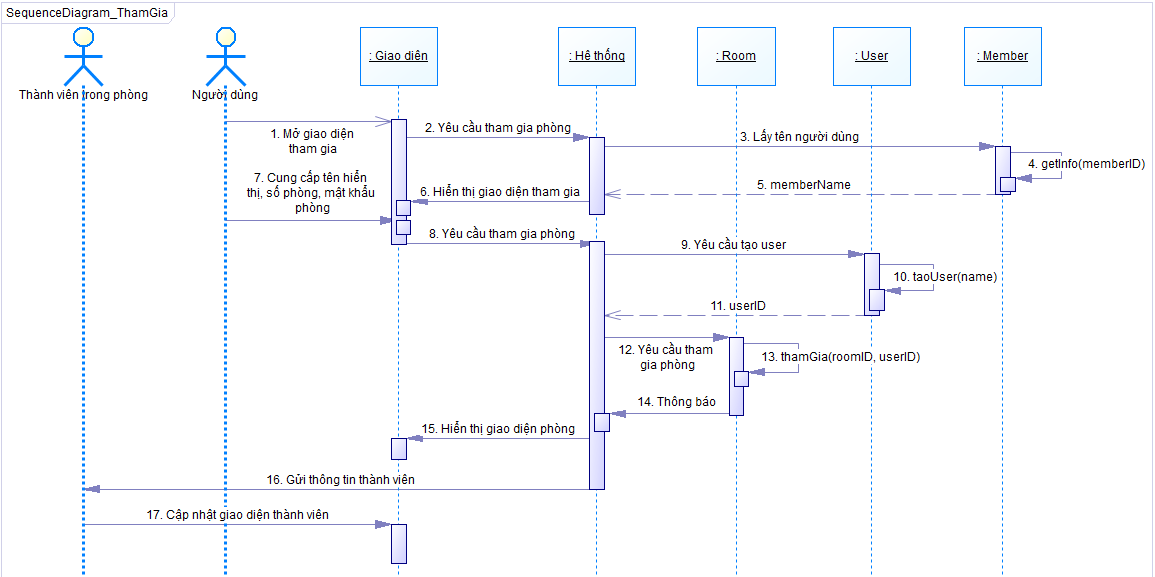 SequenceDiagram_ThamGia
Thành viên trong phòng
Người dùng
: Giao diên
: Hê thống
: Room
: User
: Member
1. Mở giao diện
tham gia
2. Yêu cầu tham gia phòng
3. Lấy tên người dùng
4. getInfo(memberID)
5. memberName
6. Hiển thị giao diện tham gia
7. Cung cấp tên hiển
thị, số phòng, mật khẩu
phòng
8. Yêu cầu tham gia phòng
9. Yêu cầu tạo user
10. taoUser(name)
11. userID
12. Yêu cầu tham
gia phòng
13. thamGia(roomID, userID)
14. Thông báo
15. Hiển thị giao diện phòng
16. Gửi thông tin thành viên
17. Cập nhật giao diện thành viên